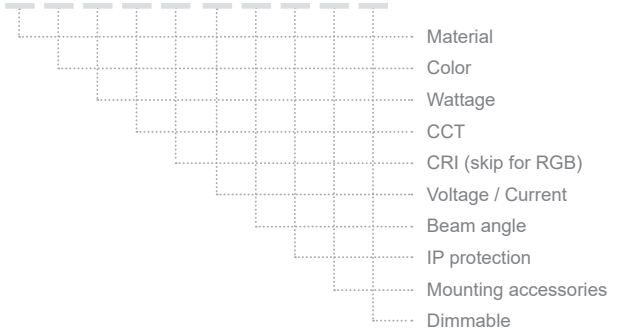 Material
Color
Wattage
CCT
CRI (skip for RGB)
Voltage / Current
Beam angle
IP protection
Mounting accessories
Dimmable